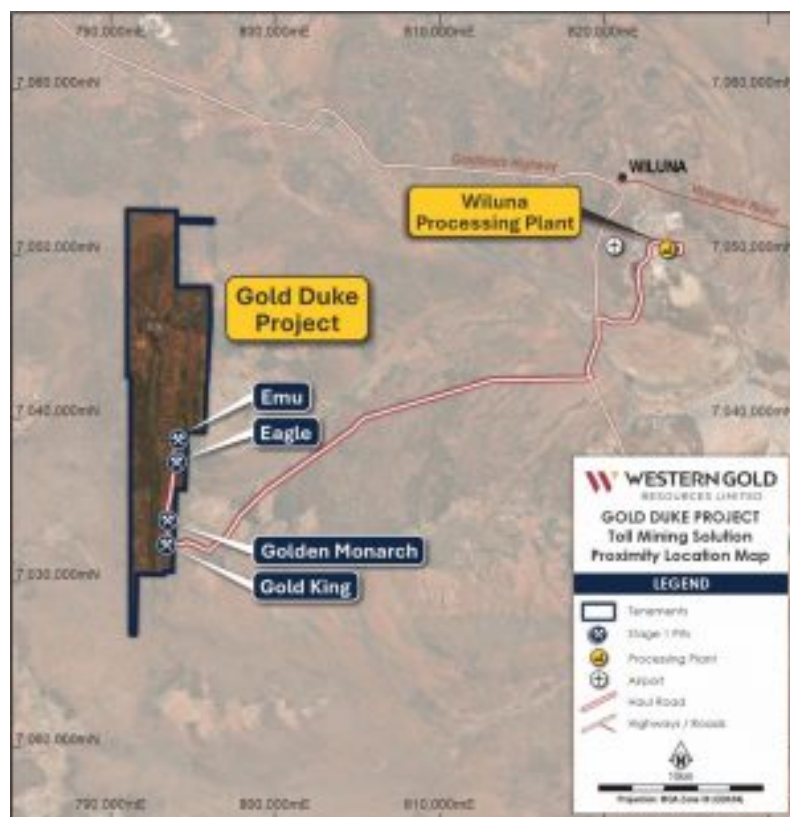 790,000mE 800,000mE 810,000mE 820,000mE
7,060,000mN 7,060,000mN
Goldfields Highway
WILUNA
Wiluna
Processing Plant
7,050,000mN 7,050,000mN
Gold Duke
Project
Emu
7,040,000mN 7,040,000mN
Eagle
Golden Monarch
7,030,000mN
Gold King
WESTERN GOLD
RESOURCES LIMITED
GOLD DUKE PROJECT
Toll Mining Solution
Proximity Location Map
LEGEND
Tenements
Stage 1 Pits
Processing Plant
Airport
Haul Road
Highways / Roads
N
10km
790,000mE 800,000mE 810,000mE